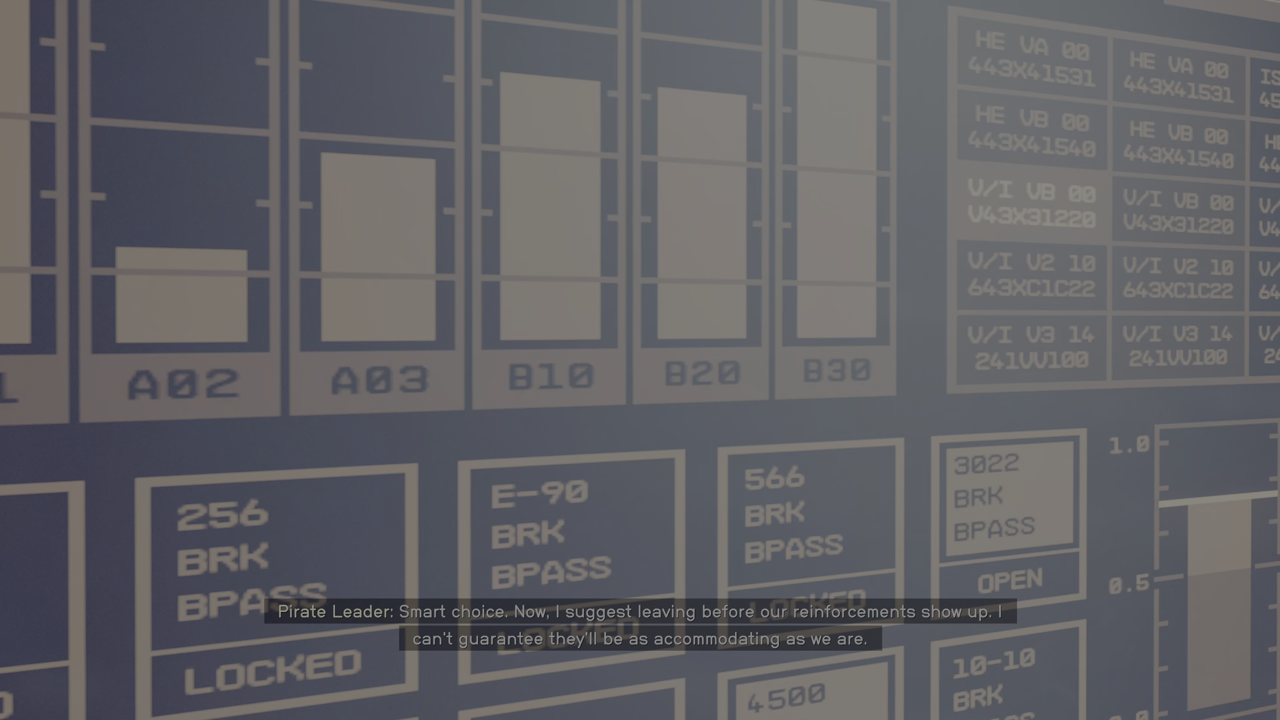 A02
A03
B10
B20
B30
HE VA 00
443X41531
HE VA 00
443X41531
HE VB 00
443X41540
HE VB 00
443X41540
V/I VB 00
V43X31220
V/I VB 00
V43X31220
V/I V2 10
643XC1C22
V/I V2 10
643XC1C22
V/I V3 14
241VV100
V/I V3 14
241VV100
256
BRK
BPASS
LOCKED
E-90
BRK
BPASS
LOCKED
566
BRK
BPASS
LOCKED
3022
BRK
BPASS
OPEN
1.0
0.5
4500
10-10
BRK
Pirate Leader: Smart choice. Now, I suggest leaving before our reinforcements show up. I
can't guarantee they'll be as accommodating as we are.